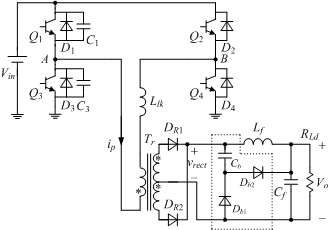 Q1
D1
C1
Q2
D2
Vin
A
B
Q3
D3
C3
Q4
D4
Llk
ip
Tr
DR1
Lf
RLd
+
vrect
−
Cb
Db2
Db1
Cf
+
Vo
−
*
*
*
DR2